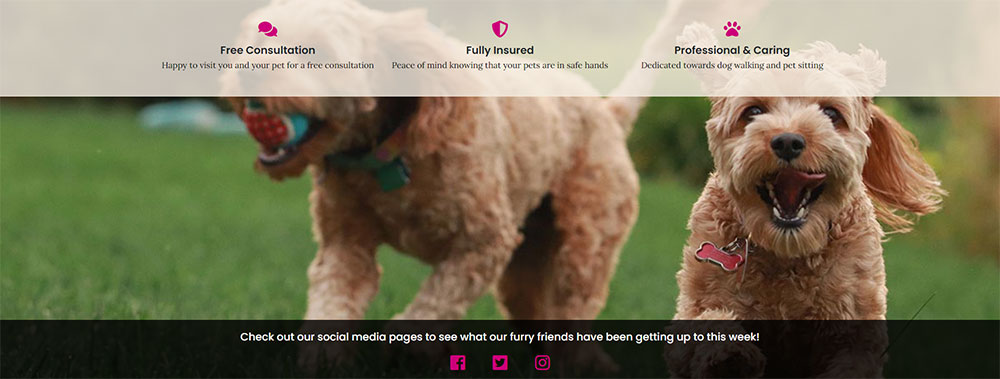 Free Consultation
Happy to visit you and your pet for a free consultation
Fully Insured
Peace of mind knowing that your pets are in safe hands
Professional & Caring
Dedicated towards dog walking and pet sitting
Check out our social media pages to see what our furry friends have been getting up to this week!